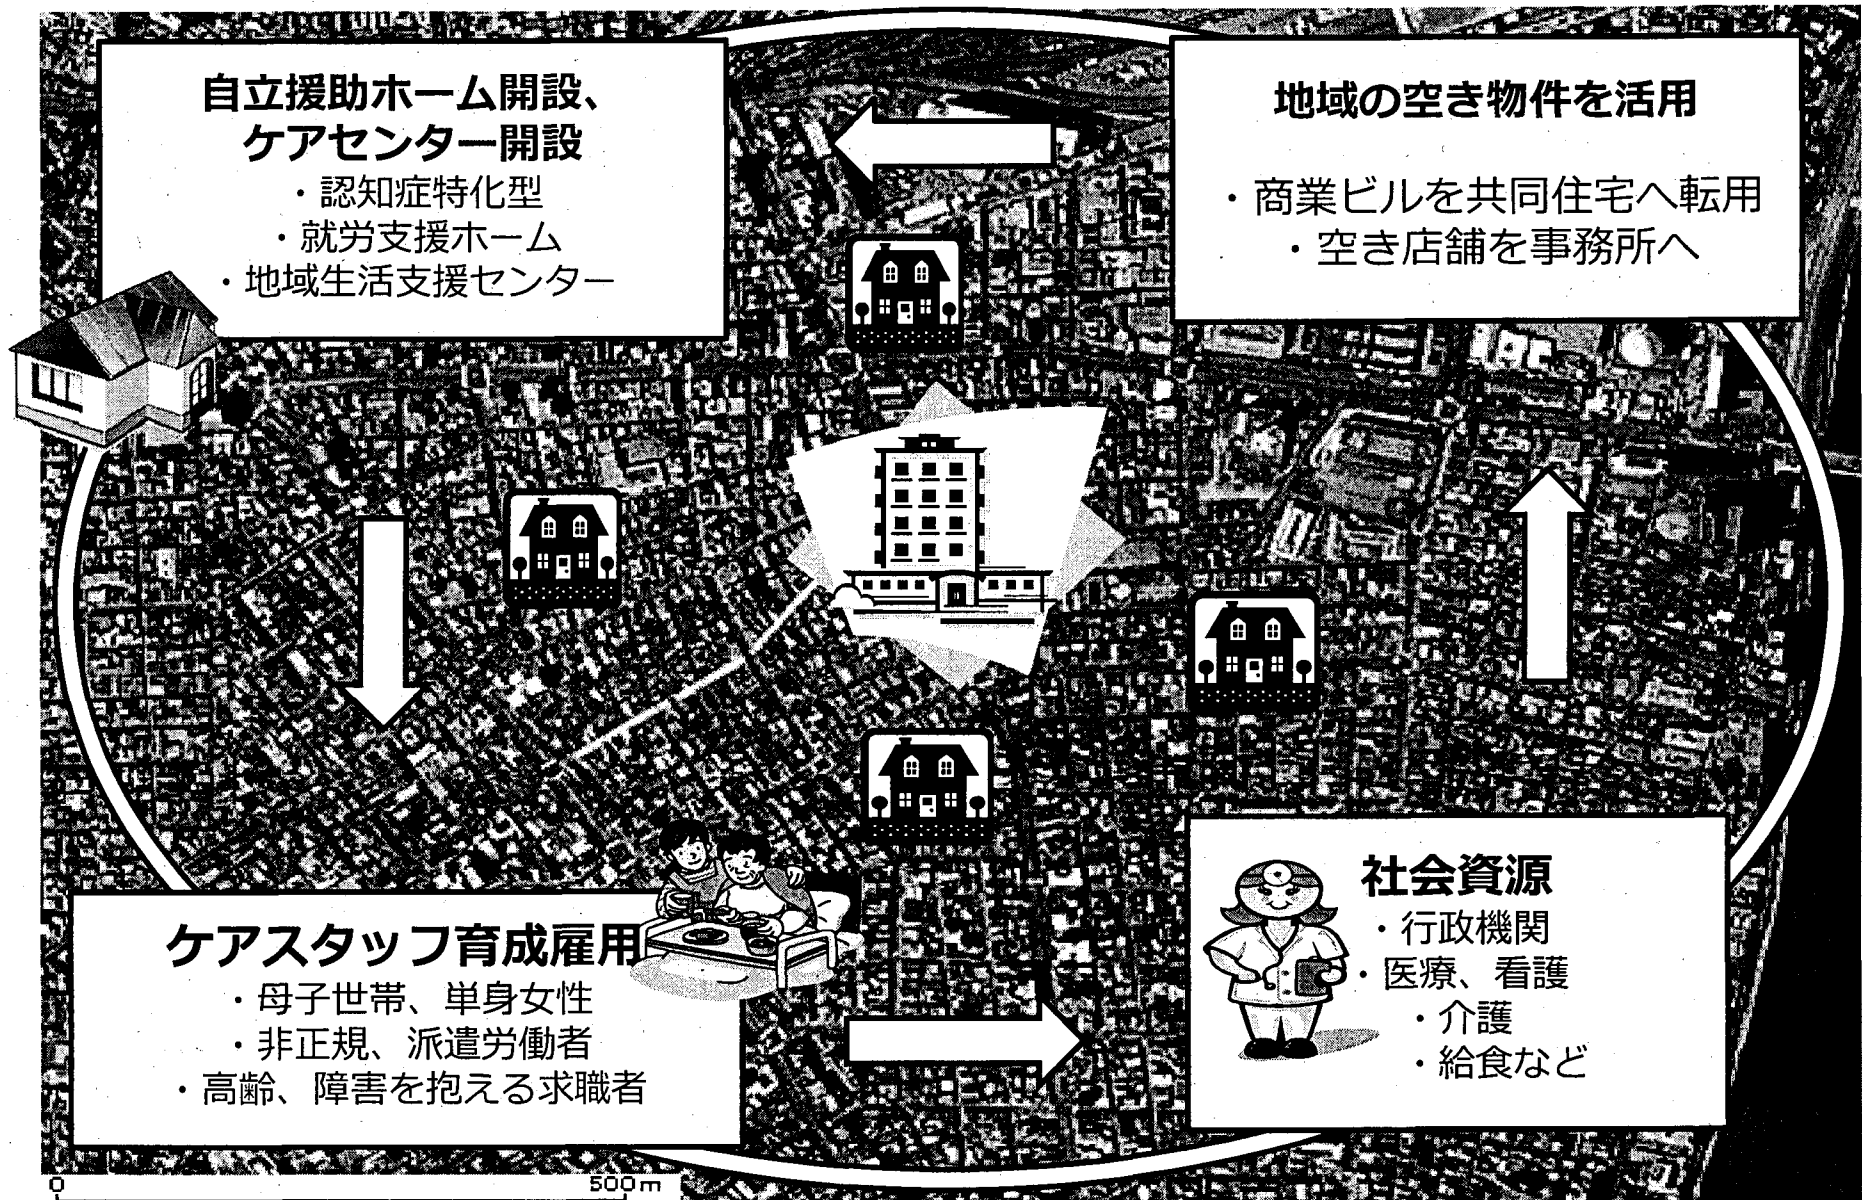 自立援助ホーム開設、
ケアセンター開設
・認知症特化型
・就労支援ホーム
・地域生活支援センター
地域の空き物件を活用
・商業ビルを共同住宅へ転用
・空き店舗を事務所へ
ケアスタッフ育成雇用
・母子世帯、単身女性
・非正規、派遣労働者
・高齢、障害を抱える求職者
社会資源
・行政機関
・医療、看護
・介護
・給食など
0 500m